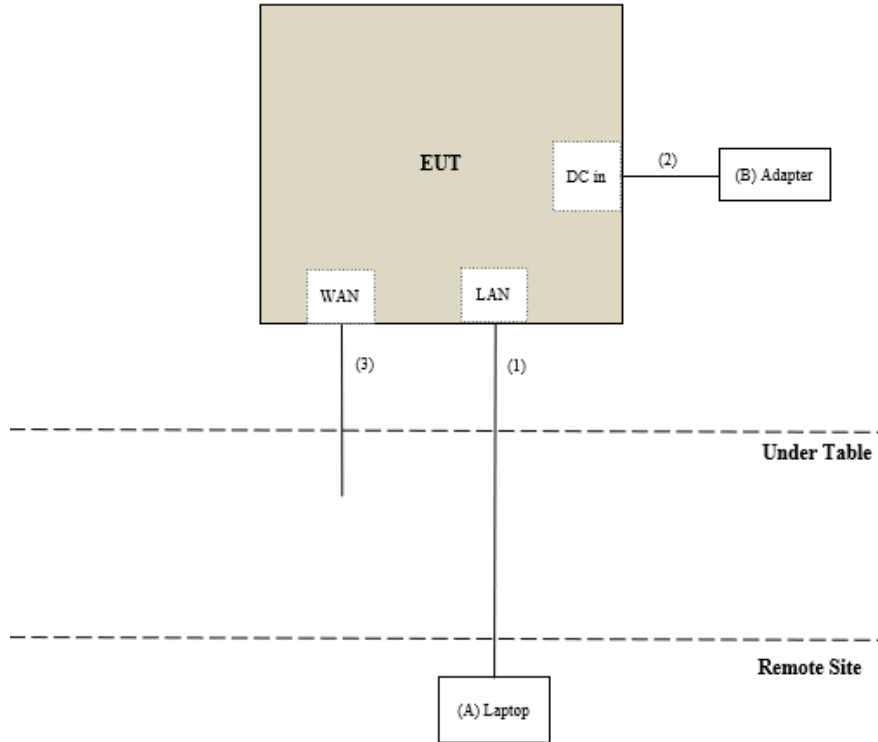 EUT
DC in
(2)
(B) Adapter
WAN
LAN
(3)
(1)
Under Table
Remote Site
(A) Laptop